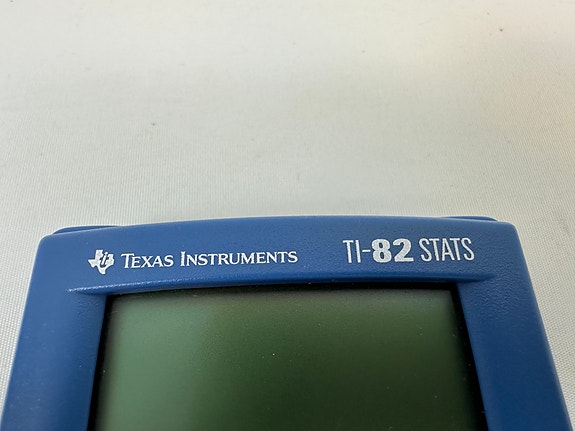 TEXAS INSTRUMENTS TI-82 STATS